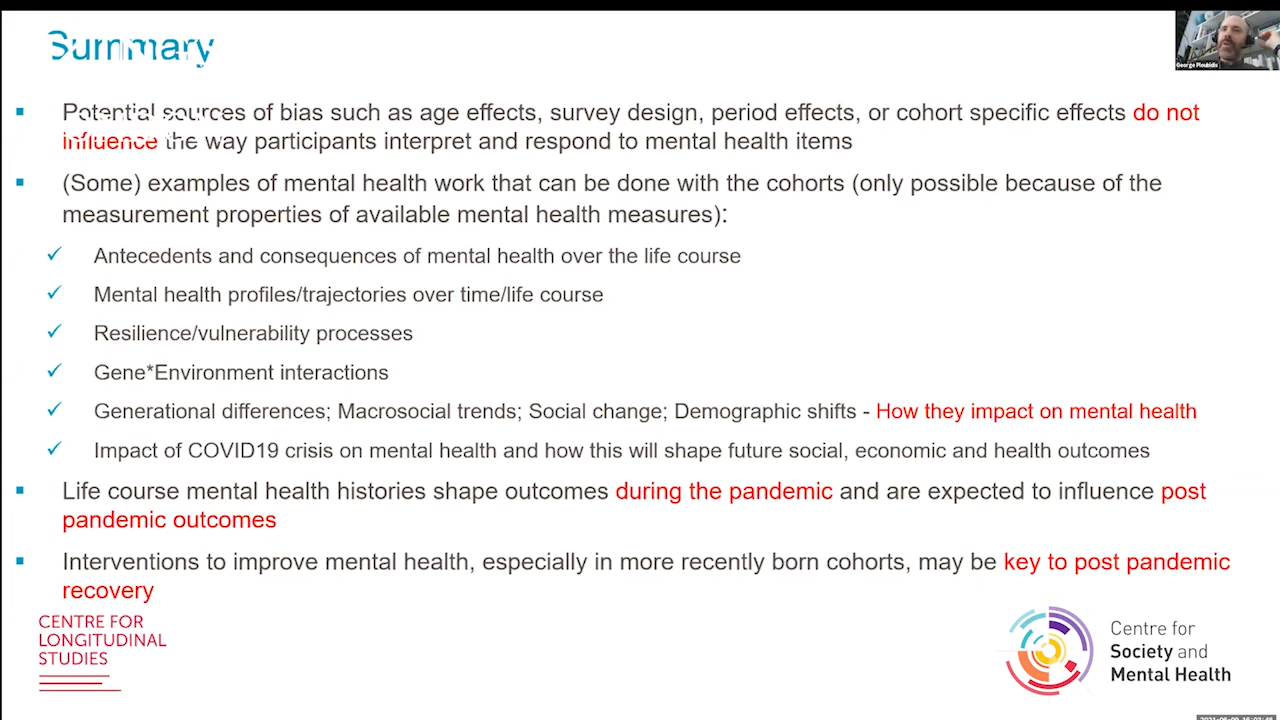 Summary
George Ploubidis
Potential sources of bias such as age effects, survey design, period effects, or cohort specific effects do not
influence the way participants interpret and respond to mental health items
(Some) examples of mental health work that can be done with the cohorts (only possible because of the
measurement properties of available mental health measures):
Antecedents and consequences of mental health over the life course
Mental health profiles/trajectories over time/life course
Resilience/vulnerability processes
Gene*Environment interactions
Generational differences; Macrosocial trends; Social change; Demographic shifts - How they impact on mental health
Impact of COVID19 crisis on mental health and how this will shape future social, economic and health outcomes
Life course mental health histories shape outcomes during the pandemic and are expected to influence post
pandemic outcomes
Interventions to improve mental health, especially in more recently born cohorts, may be key to post pandemic
recovery
CENTRE FOR
LONGITUDINAL
STUDIES
Centre for
Society and
Mental Health